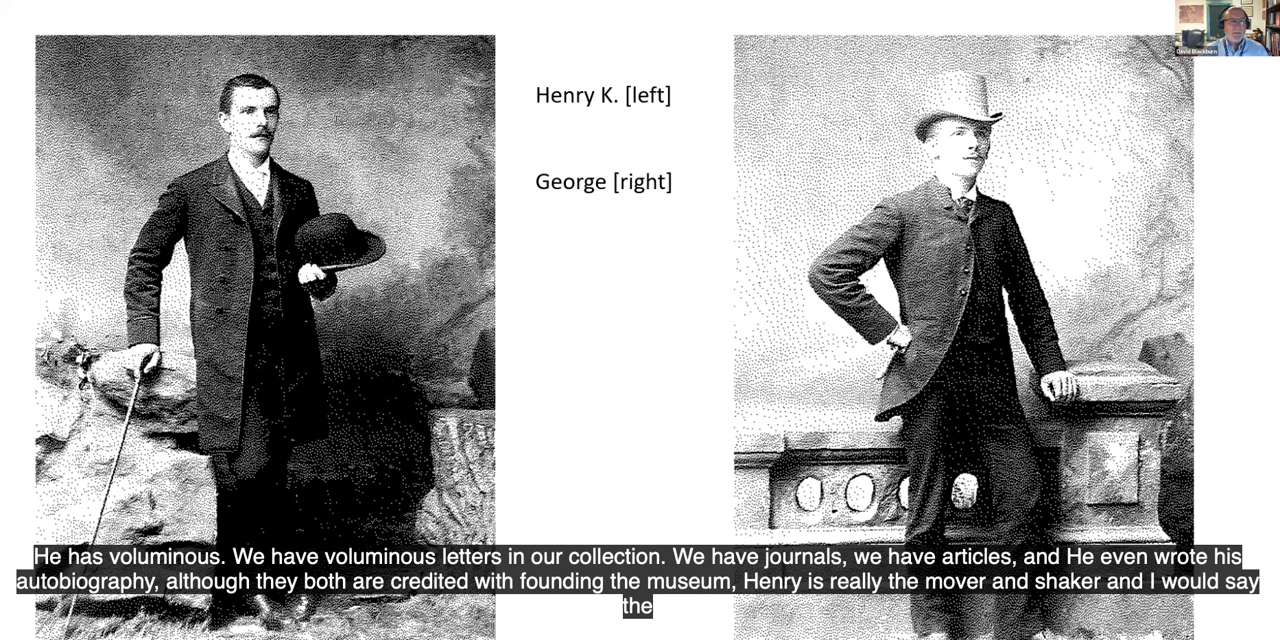 David Blackburn
Henry K. [left]
George [right]
He has voluminous. We have voluminous letters in our collection. We have journals, we have articles, and He even wrote his
autobiography, although they both are credited with founding the museum, Henry is really the mover and shaker and I would say
the